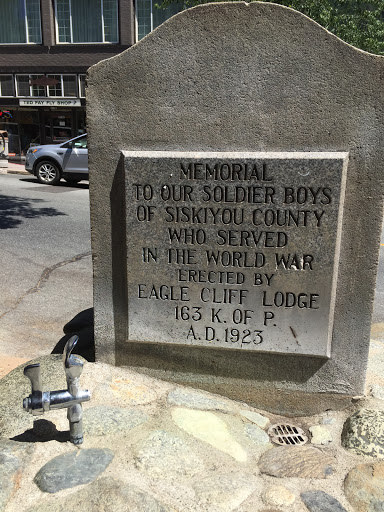 TED FAY FLY SHOP
MEMORIAL
TO OUR SOLDIER BOYS
OF SISKIYOU COUNTY
WHO SERVED
IN THE WORLD WAR
ERECTED BY
EAGLE CLIFF LODGE
163 K. OF P.
A.D. 1923